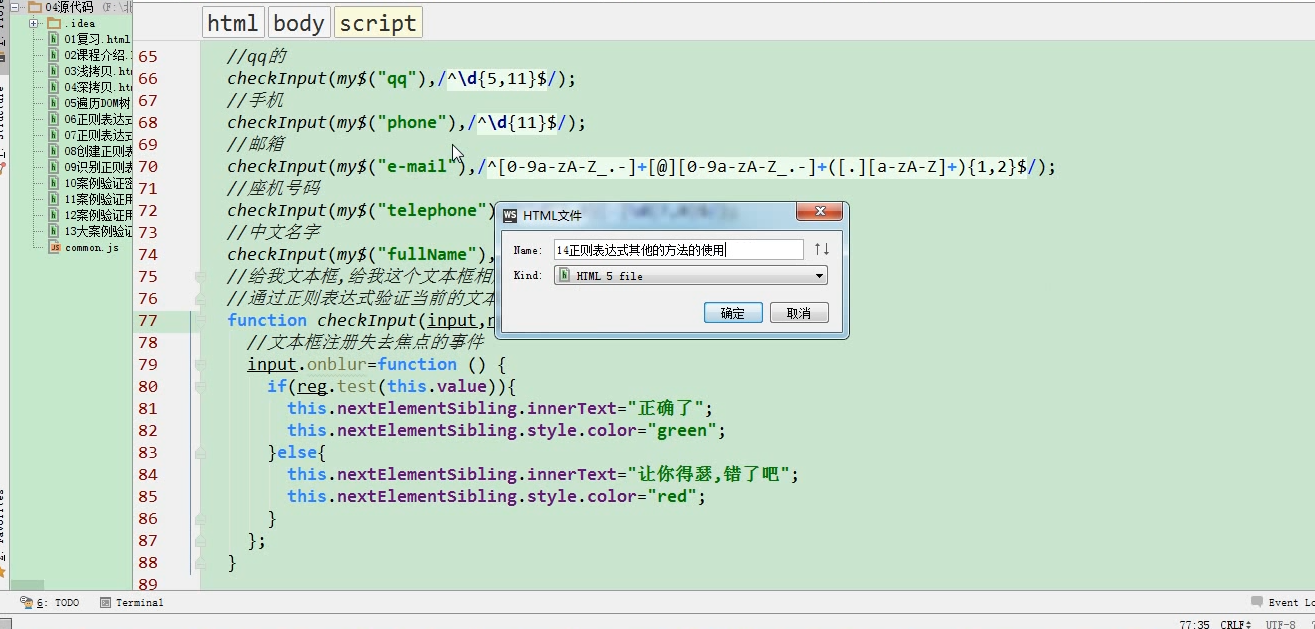 04源代码
.idea
01复习.html
02课程介绍.
03浅拷贝.ht
04深拷贝.ht
05遍历DOM树
06正则表达式
07正则表达式
08创建正则表
09识别正则表
10案例验证密
11案例验证用
12案例验证用
13大案例验证
common.js
html body script
65 //qq的
66 checkInput(my$("qq"),/^\d{5,11}$/);
67 //手机
68 checkInput(my$("phone"),/^\d{11}$/);
69 //邮箱
70 checkInput(my$("e-mail"),/^[0-9a-zA-Z_.-]+[@][0-9a-zA-Z_.-]+([.][a-zA-Z]+){1,2}$/);
71 //座机号码
72 checkInput(my$("telephone")
73 //中文名字
74 checkInput(my$("fullName"),
75 //给我文本框,给我这个文本框相
76 //通过正则表达式验证当前的文本
77 function checkInput(input,r
78 //文本框注册失去焦点的事件
79 input.onblur=function () {
80 if(reg.test(this.value)){
81 this.nextElementSibling.innerText="正确了";
82 this.nextElementSibling.style.color="green";
83 }else{
84 this.nextElementSibling.innerText="让你得瑟,错了吧";
85 this.nextElementSibling.style.color="red";
86 }
87 };
88 }
89
WS HTML文件
Name: 14正则表达式其他的方法的使用
Kind: HTML 5 file
确定 取消
6: TODO Terminal
Event Lo
77:35 CRLF UTF-8